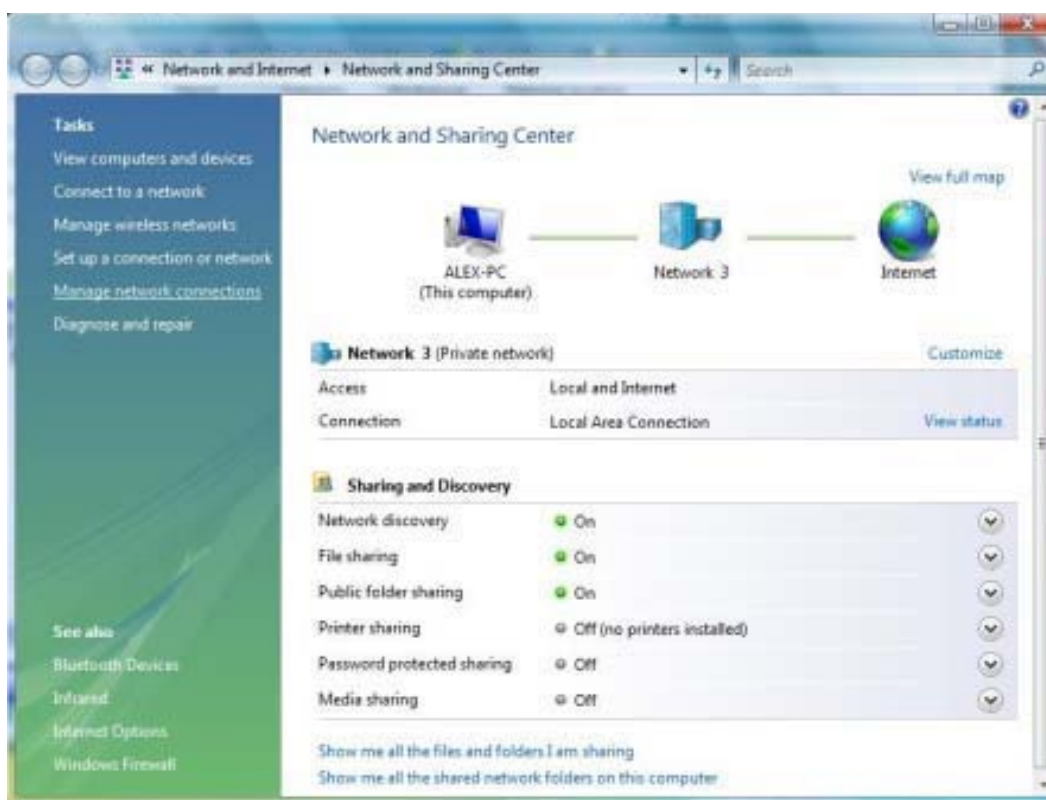 « Network and Internet ▸ Network and Sharing Center
Search
Tasks
View computers and devices
Connect to a network
Manage wireless networks
Set up a connection or network
Manage network connections
Diagnose and repair
See also
Bluetooth Devices
Infrared
Internet Options
Windows Firewall
Network and Sharing Center
View full map
ALEX-PC
(This computer)
Network 3
Internet
Network 3 (Private network)
Customize
Access Local and Internet
Connection Local Area Connection View status
Sharing and Discovery
Network discovery On
File sharing On
Public folder sharing On
Printer sharing Off (no printers installed)
Password protected sharing Off
Media sharing Off
Show me all the files and folders I am sharing
Show me all the shared network folders on this computer